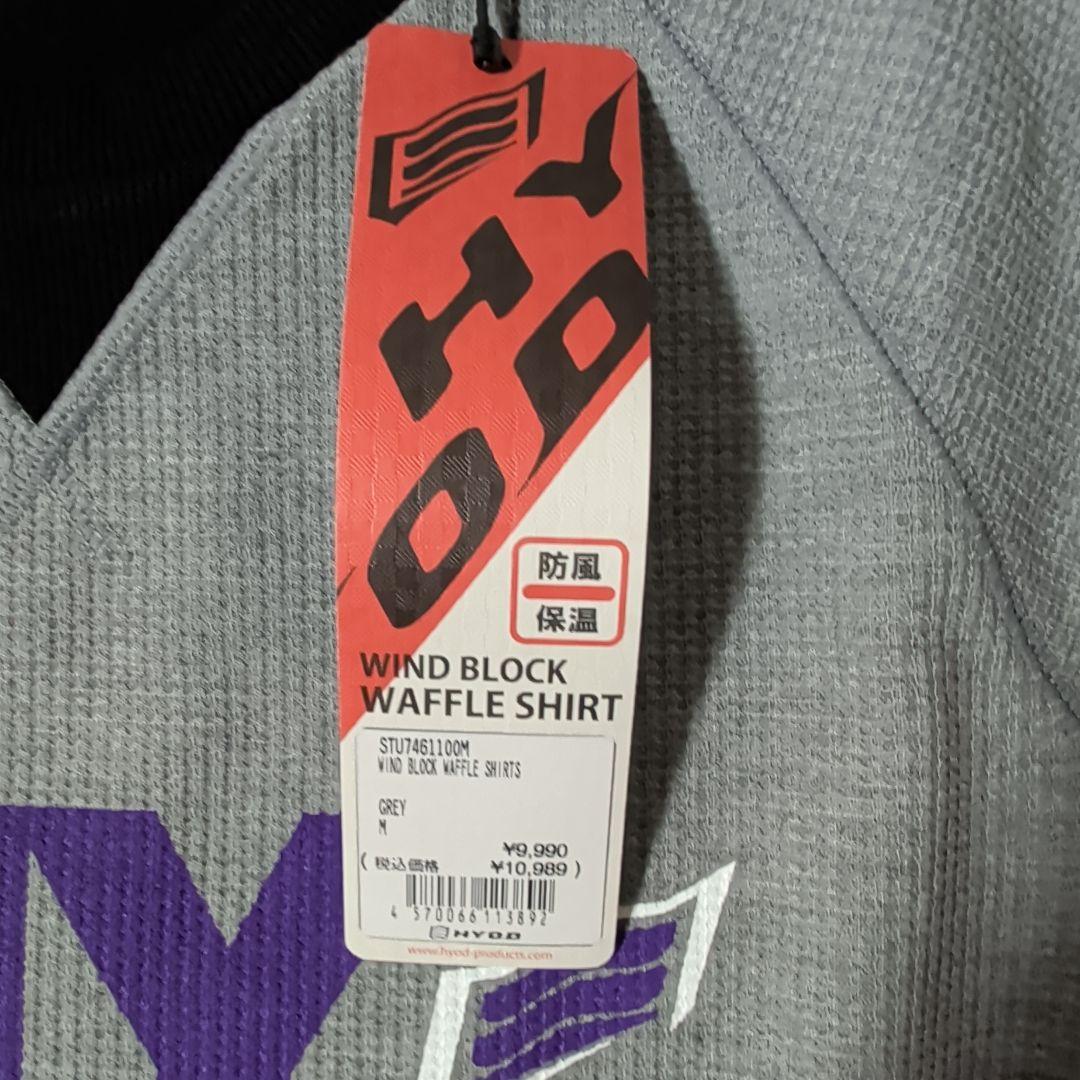 HYOD
防風
保温
WIND BLOCK
WAFFLE SHIRT
STU7461100M
WIND BLOCK WAFFLE SHIRTS
GREY
M
¥9,990
( 税込価格 ¥10,989 )
4 570066 113892
HYOD
www.hyod-products.com
Y